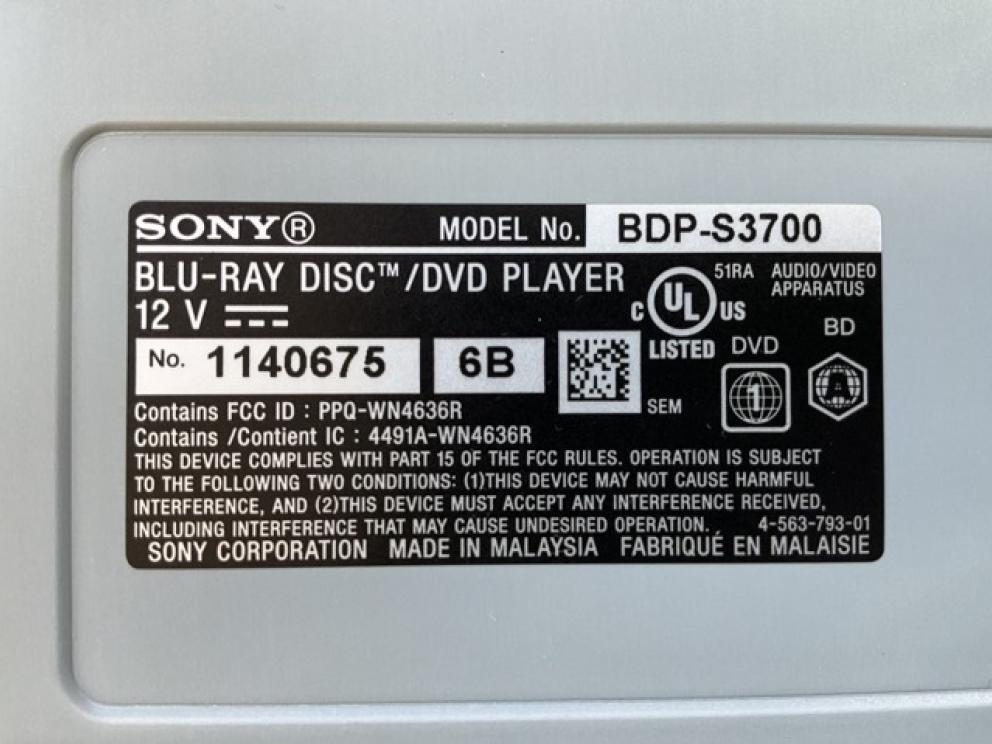 SONY® MODEL No. BDP-S3700
BLU-RAY DISC™/DVD PLAYER
12 V
C UL US LISTED
51RA AUDIO/VIDEO
APPARATUS
No. 1140675 6B
SEM
DVD
1
BD
A
Contains FCC ID : PPQ-WN4636R
Contains /Contient IC : 4491A-WN4636R
THIS DEVICE COMPLIES WITH PART 15 OF THE FCC RULES. OPERATION IS SUBJECT
TO THE FOLLOWING TWO CONDITIONS: (1)THIS DEVICE MAY NOT CAUSE HARMFUL
INTERFERENCE, AND (2)THIS DEVICE MUST ACCEPT ANY INTERFERENCE RECEIVED,
INCLUDING INTERFERENCE THAT MAY CAUSE UNDESIRED OPERATION. 4-563-793-01
SONY CORPORATION MADE IN MALAYSIA FABRIQUÉ EN MALAISIE